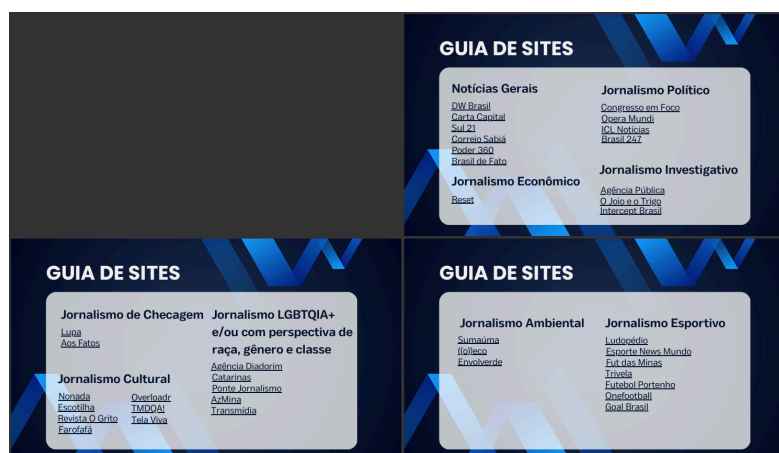 GUIA DE SITES
Notícias Gerais
DW Brasil
Carta Capital
Sul 21
Correio Sabiá
Poder 360
Brasil de Fato
Jornalismo Econômico
Reset
Jornalismo Político
Congresso em Foco
Opera Mundi
ICL Notícias
Brasil 247
Jornalismo Investigativo
Agência Pública
O Joio e o Trigo
Intercept Brasil
GUIA DE SITES
Jornalismo de Checagem
Lupa
Aos Fatos
Jornalismo Cultural
Nonada
Escotilha
Revista O Grito
Farofafá
Overloadr
TMDQA!
Tela Viva
Jornalismo LGBTQIA+
e/ou com perspectiva de
raça, gênero e classe
Agência Diadorim
Catarinas
Ponte Jornalismo
AzMina
Transmídia
GUIA DE SITES
Jornalismo Ambiental
Sumaúma
((o))eco
Envolverde
Jornalismo Esportivo
Ludopédio
Esporte News Mundo
Fut das Minas
Trivela
Futebol Portenho
Onefootball
Goal Brasil